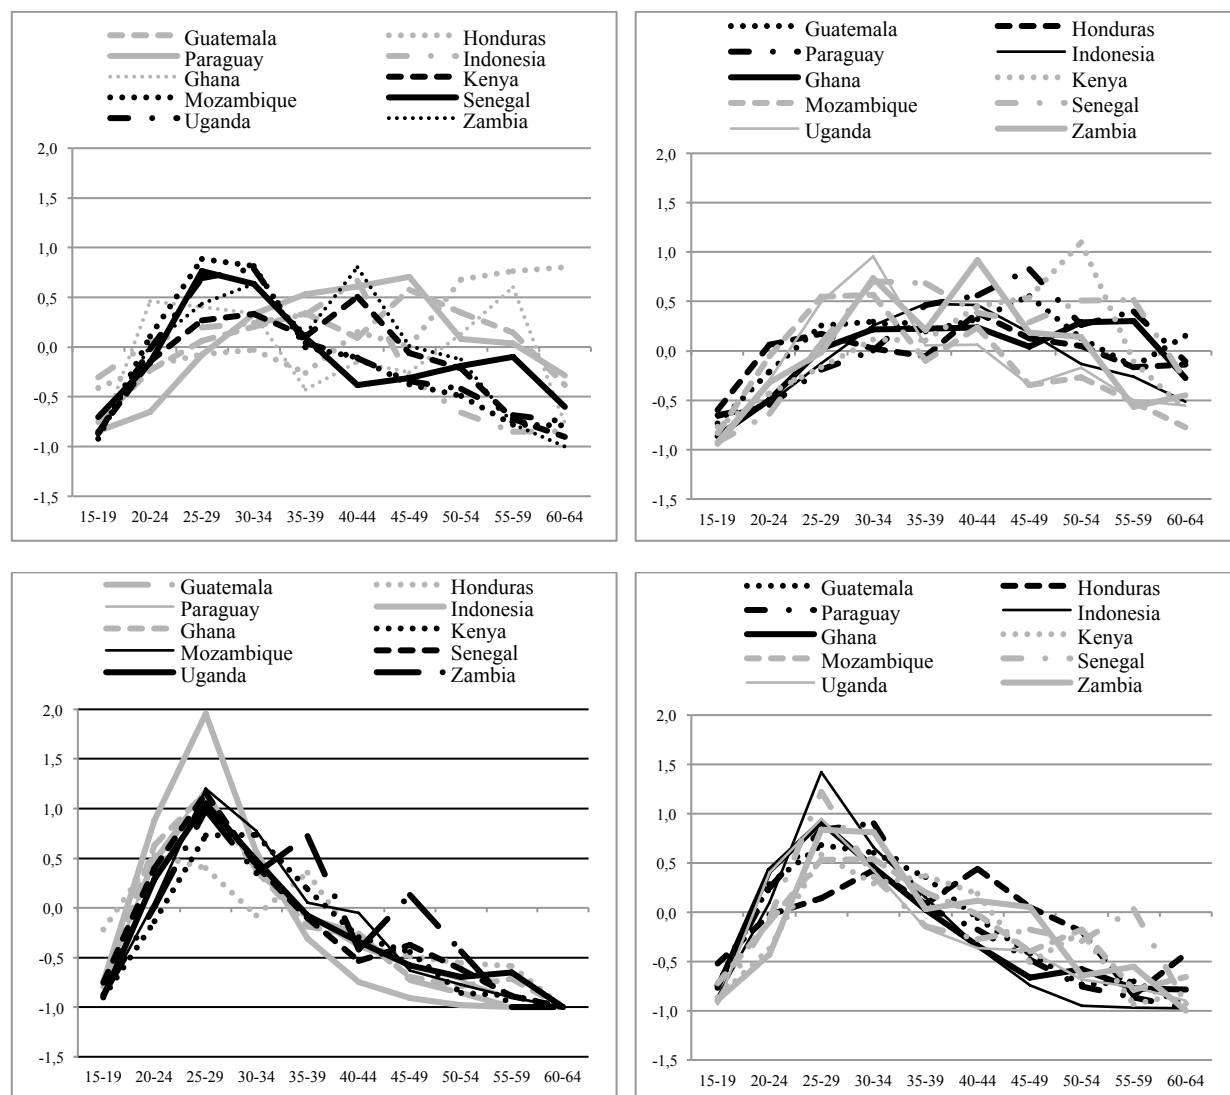 Guatemala Honduras
Paraguay Indonesia
Ghana Kenya
Mozambique Senegal
Uganda Zambia
2,0
1,5
1,0
0,5
0,0
-0,5
-1,0
-1,5
15-19 20-24 25-29 30-34 35-39 40-44 45-49 50-54 55-59 60-64
Guatemala Honduras
Paraguay Indonesia
Ghana Kenya
Mozambique Senegal
Uganda Zambia
2,0
1,5
1,0
0,5
0,0
-0,5
-1,0
-1,5
15-19 20-24 25-29 30-34 35-39 40-44 45-49 50-54 55-59 60-64
Guatemala Honduras
Paraguay Indonesia
Ghana Kenya
Mozambique Senegal
Uganda Zambia
2,0
1,5
1,0
0,5
0,0
-0,5
-1,0
-1,5
15-19 20-24 25-29 30-34 35-39 40-44 45-49 50-54 55-59 60-64
Guatemala Honduras
Paraguay Indonesia
Ghana Kenya
Mozambique Senegal
Uganda Zambia
2,0
1,5
1,0
0,5
0,0
-0,5
-1,0
-1,5
15-19 20-24 25-29 30-34 35-39 40-44 45-49 50-54 55-59 60-64